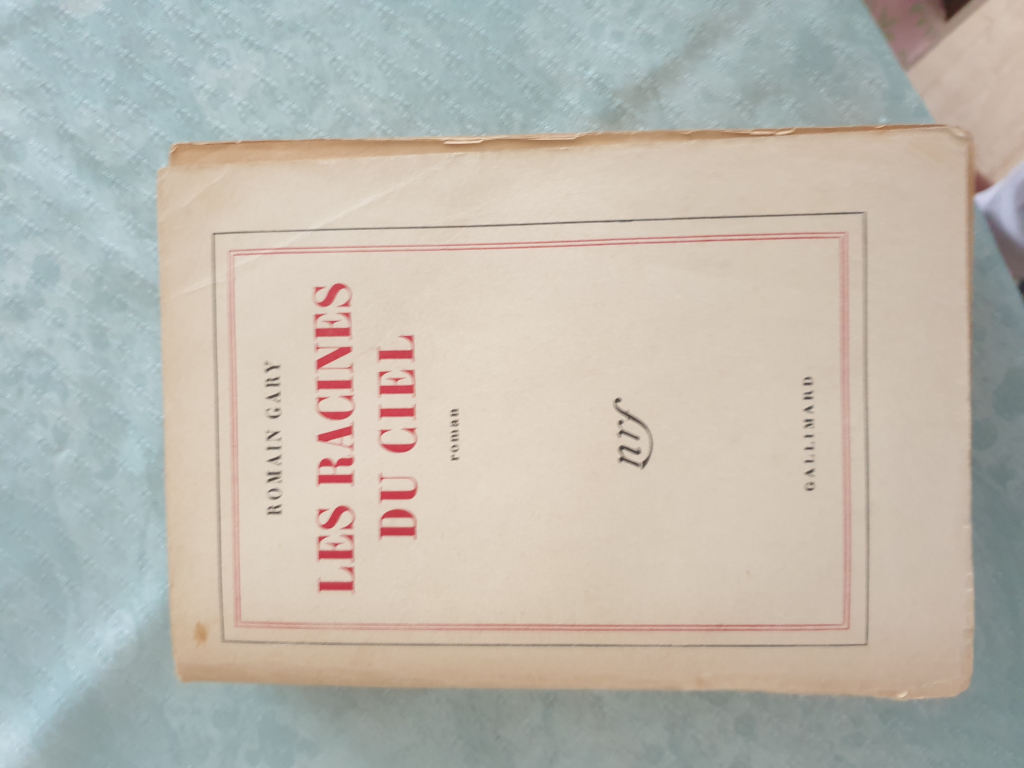 ROMAIN GARY
LES RACINES
DU CIEL
roman
nrf
GALLIMARD